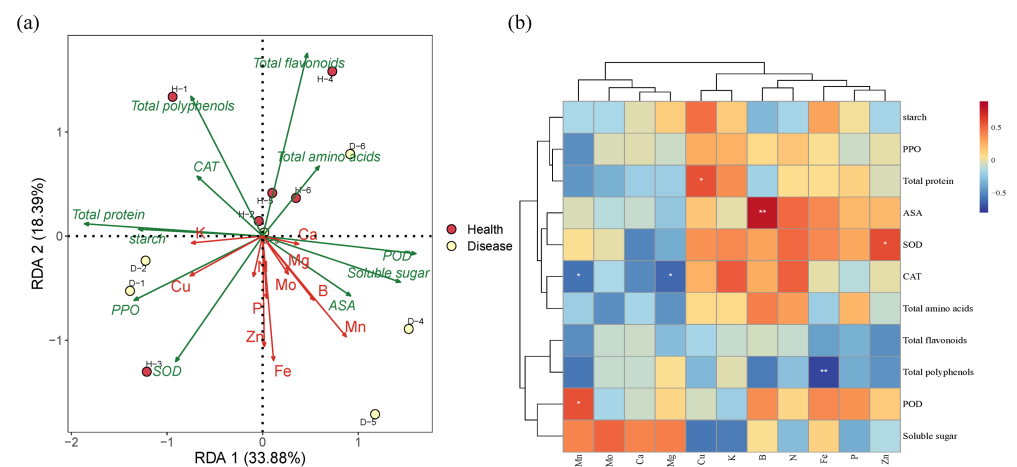 (a)
(b)
Total flavonoids
H-4
H-1
Total polyphenols
D-6
Total amino acids
CAT
H-5
H-6
H-2
Total protein
starch
K
Ca
POD
Soluble sugar
D-2
Mg
Mo
Cu
D-1
PPO
B
ASA
P
Mn
D-4
Zn
Fe
H-3
SOD
D-5
1
0
−1
−2
−1
0
1
RDA 1 (33.88%)
RDA 2 (18.39%)
Health
Disease
starch
PPO
Total protein
*
ASA
**
SOD
*
CAT
*
*
Total amino acids
Total flavonoids
Total polyphenols
**
POD
*
Soluble sugar
Mn
Mo
Ca
Mg
Cu
K
B
N
Fe
P
Zn
0.5
0
−0.5